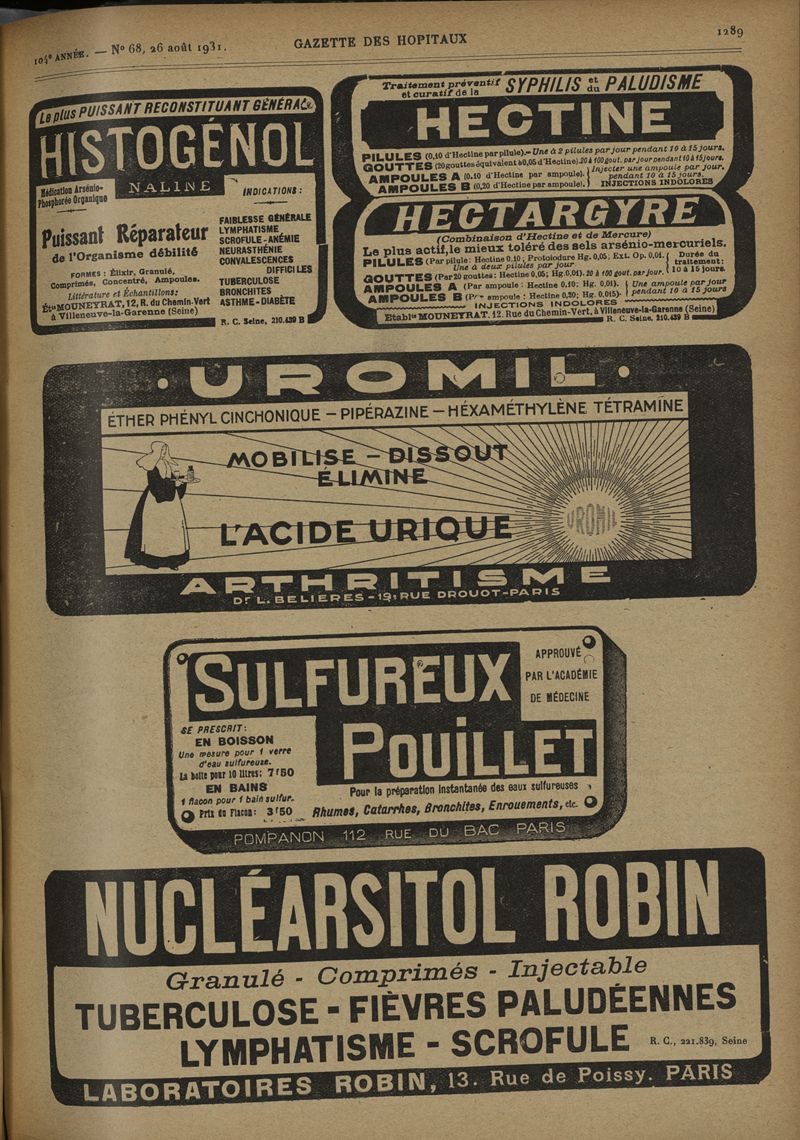 104e ANNÉE. — No 68, 26 août 1931.
GAZETTE DES HOPITAUX
1289
Le plus PUISSANT RECONSTITUANT GÉNÉRAL
HISTOGÉNOL
NALINE
Médication Arsénio-
Phosphorée Organique
INDICATIONS :
Puissant Réparateur
de l'Organisme débilité
FORMES : Élixir, Granulé,
Comprimés, Concentré, Ampoules.
Littérature et Échantillons:
Éts MOUNEYRAT, 12, R. du Chemin-Vert
à Villeneuve-la-Garenne (Seine)
FAIBLESSE GÉNÉRALE
LYMPHATISME
SCROFULE - ANÉMIE
NEURASTHÉNIE
CONVALESCENCES
DIFFICILES
TUBERCULOSE
BRONCHITES
ASTHME - DIABÈTE
R. C. Seine, 210.439 B
Traitement préventif et curatif de la SYPHILIS et du PALUDISME
HECTINE
PILULES (0,10 d'Hectine par pilule).- Une à 2 pilules par jour pendant 10 à 15 jours.
GOUTTES (20 gouttes équivalent à 0,05 d'Hectine) 20 à 100 gout. par jour pendant 10 à 15 jours.
AMPOULES A (0.10 d'Hectine par ampoule). Injecter une ampoule par jour.
pendant 10 à 15 jours.
AMPOULES B (0,20 d'Hectine par ampoule). INJECTIONS INDOLORES
HECTARGYRE
(Combinaison d'Hectine et de Mercure)
Le plus actif, le mieux toléré des sels arsénio-mercuriels.
PILULES (Par pilule: Hectine 0,10; Protoiodure Hg. 0,05; Ext. Op. 0,01. Durée du
Une à deux pilules par jour. traitement:
GOUTTES (Par 20 gouttes: Hectine 0,05; Hg. 0,01). 20 à 100 gout. par jour. 10 à 15 jours
AMPOULES A (Par ampoule : Hectine 0,10; Hg. 0,01). Une ampoule par jour
AMPOULES B (Pr ampoule : Hectine 0,20; Hg. 0,015). pendant 10 à 15 jours
INJECTIONS INDOLORES
Etablts MOUNEYRAT, 12, Rue du Chemin-Vert, à Villeneuve-la-Garenne (Seine)
R. C. Seine, 210.439 B
· UROMIL ·
ÉTHER PHÉNYL CINCHONIQUE – PIPÉRAZINE – HÉXAMÉTHYLÈNE TÉTRAMINE
MOBILISE – DISSOUT
ÉLIMINE
L'ACIDE URIQUE
UROMIL
ARTHRITISME
Dr L. BELIERES - 19, RUE DROUOT - PARIS
SULFUREUX
POUILLET
APPROUVÉ
PAR L'ACADÉMIE
DE MÉDECINE
SE PRESCRIT:
EN BOISSON
Une mesure pour 1 verre
d'eau sulfureuse.
La boîte pour 10 litres: 7f50
EN BAINS
1 flacon pour 1 bain sulfur.
Prix du Flacon: 3f50
Pour la préparation instantanée des eaux sulfureuses
Rhumes, Catarrhes, Bronchites, Enrouements, etc.
POMPANON 112 RUE DU BAC PARIS
NUCLÉARSITOL ROBIN
Granulé - Comprimés - Injectable
TUBERCULOSE - FIÈVRES PALUDÉENNES
LYMPHATISME - SCROFULE
R. C., 221.839, Seine
LABORATOIRES ROBIN, 13. Rue de Poissy. PARIS